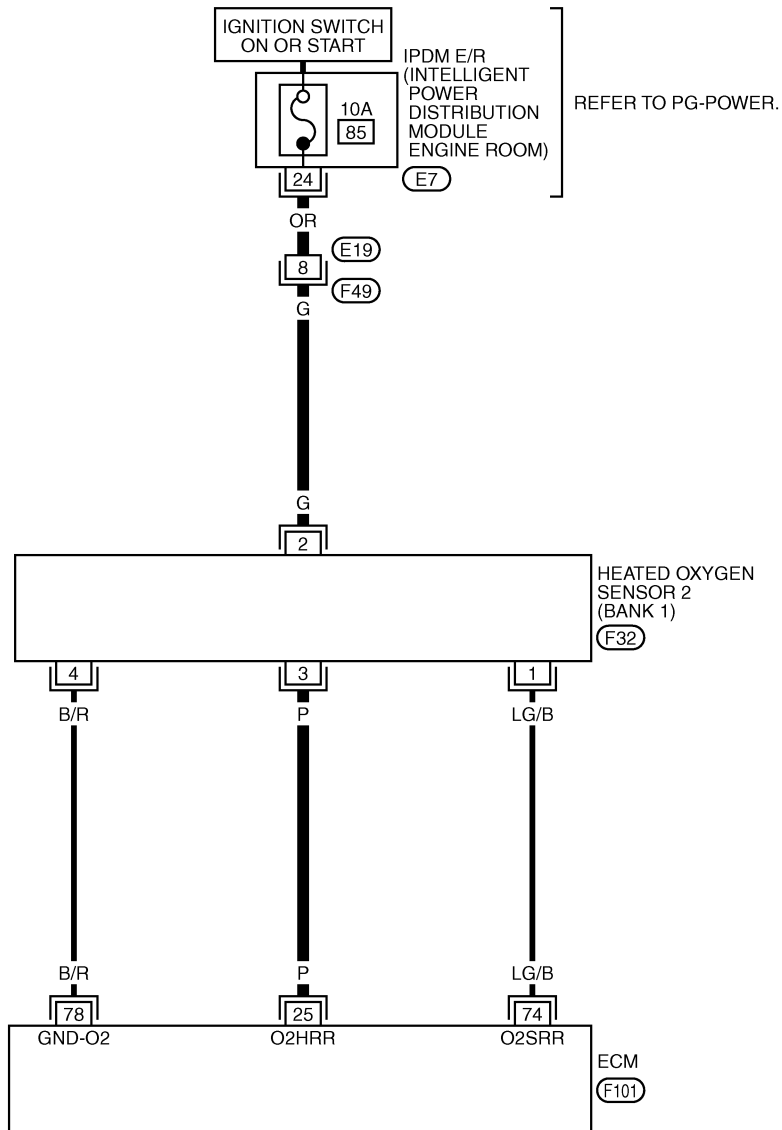 IGNITION SWITCH
ON OR START
IPDM E/R
(INTELLIGENT
POWER
DISTRIBUTION
MODULE
ENGINE ROOM)
REFER TO PG-POWER.
10A
85
24
E7
OR
E19
8
F49
G
G
2
HEATED OXYGEN
SENSOR 2
(BANK 1)
F32
4
3
1
B/R
P
LG/B
B/R
P
LG/B
78
25
74
GND-O2
O2HRR
O2SRR
ECM
F101